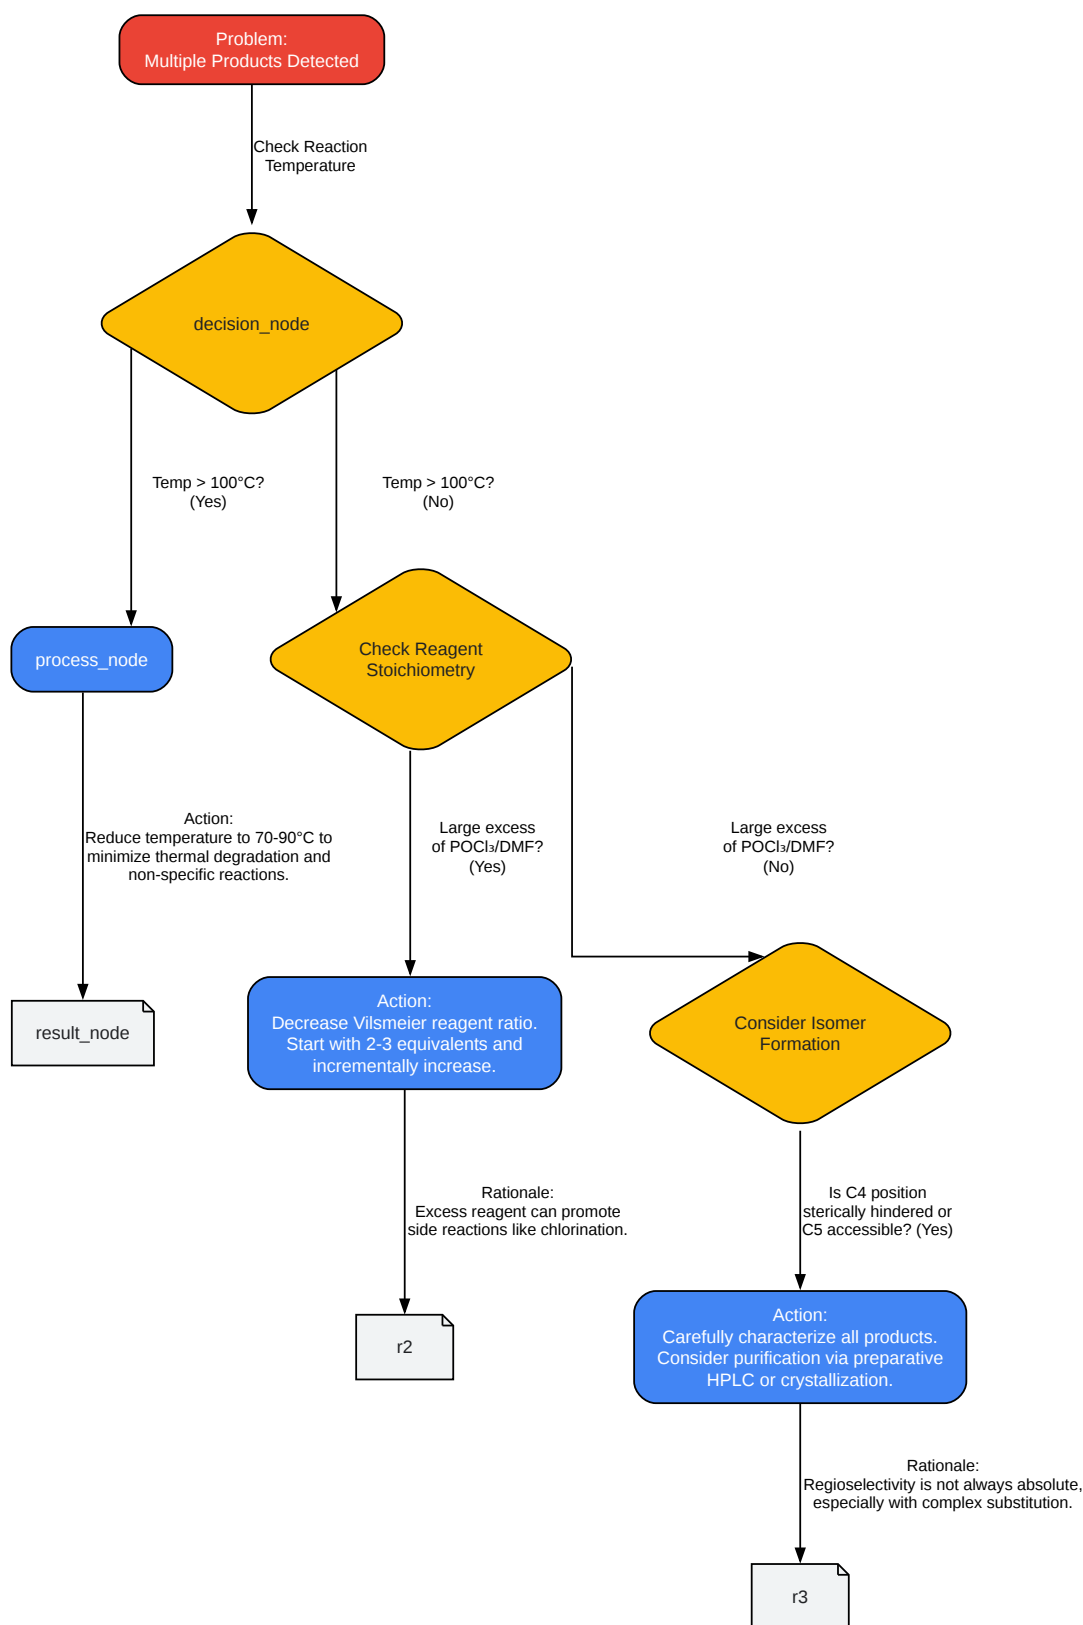 Problem:
Multiple Products Detected
Check Reaction
Temperature
decision_node
Temp > 100°C?
(Yes)
Temp > 100°C?
(No)
process_node
Check Reagent
Stoichiometry
Action:
Reduce temperature to 70-90°C to
minimize thermal degradation and
non-specific reactions.
Large excess
of POCl₃/DMF?
(Yes)
Large excess
of POCl₃/DMF?
(No)
result_node
Action:
Decrease Vilsmeier reagent ratio.
Start with 2-3 equivalents and
incrementally increase.
Consider Isomer
Formation
Rationale:
Excess reagent can promote
side reactions like chlorination.
Is C4 position
sterically hindered or
C5 accessible? (Yes)
r2
Action:
Carefully characterize all products.
Consider purification via preparative
HPLC or crystallization.
Rationale:
Regioselectivity is not always absolute,
especially with complex substitution.
r3